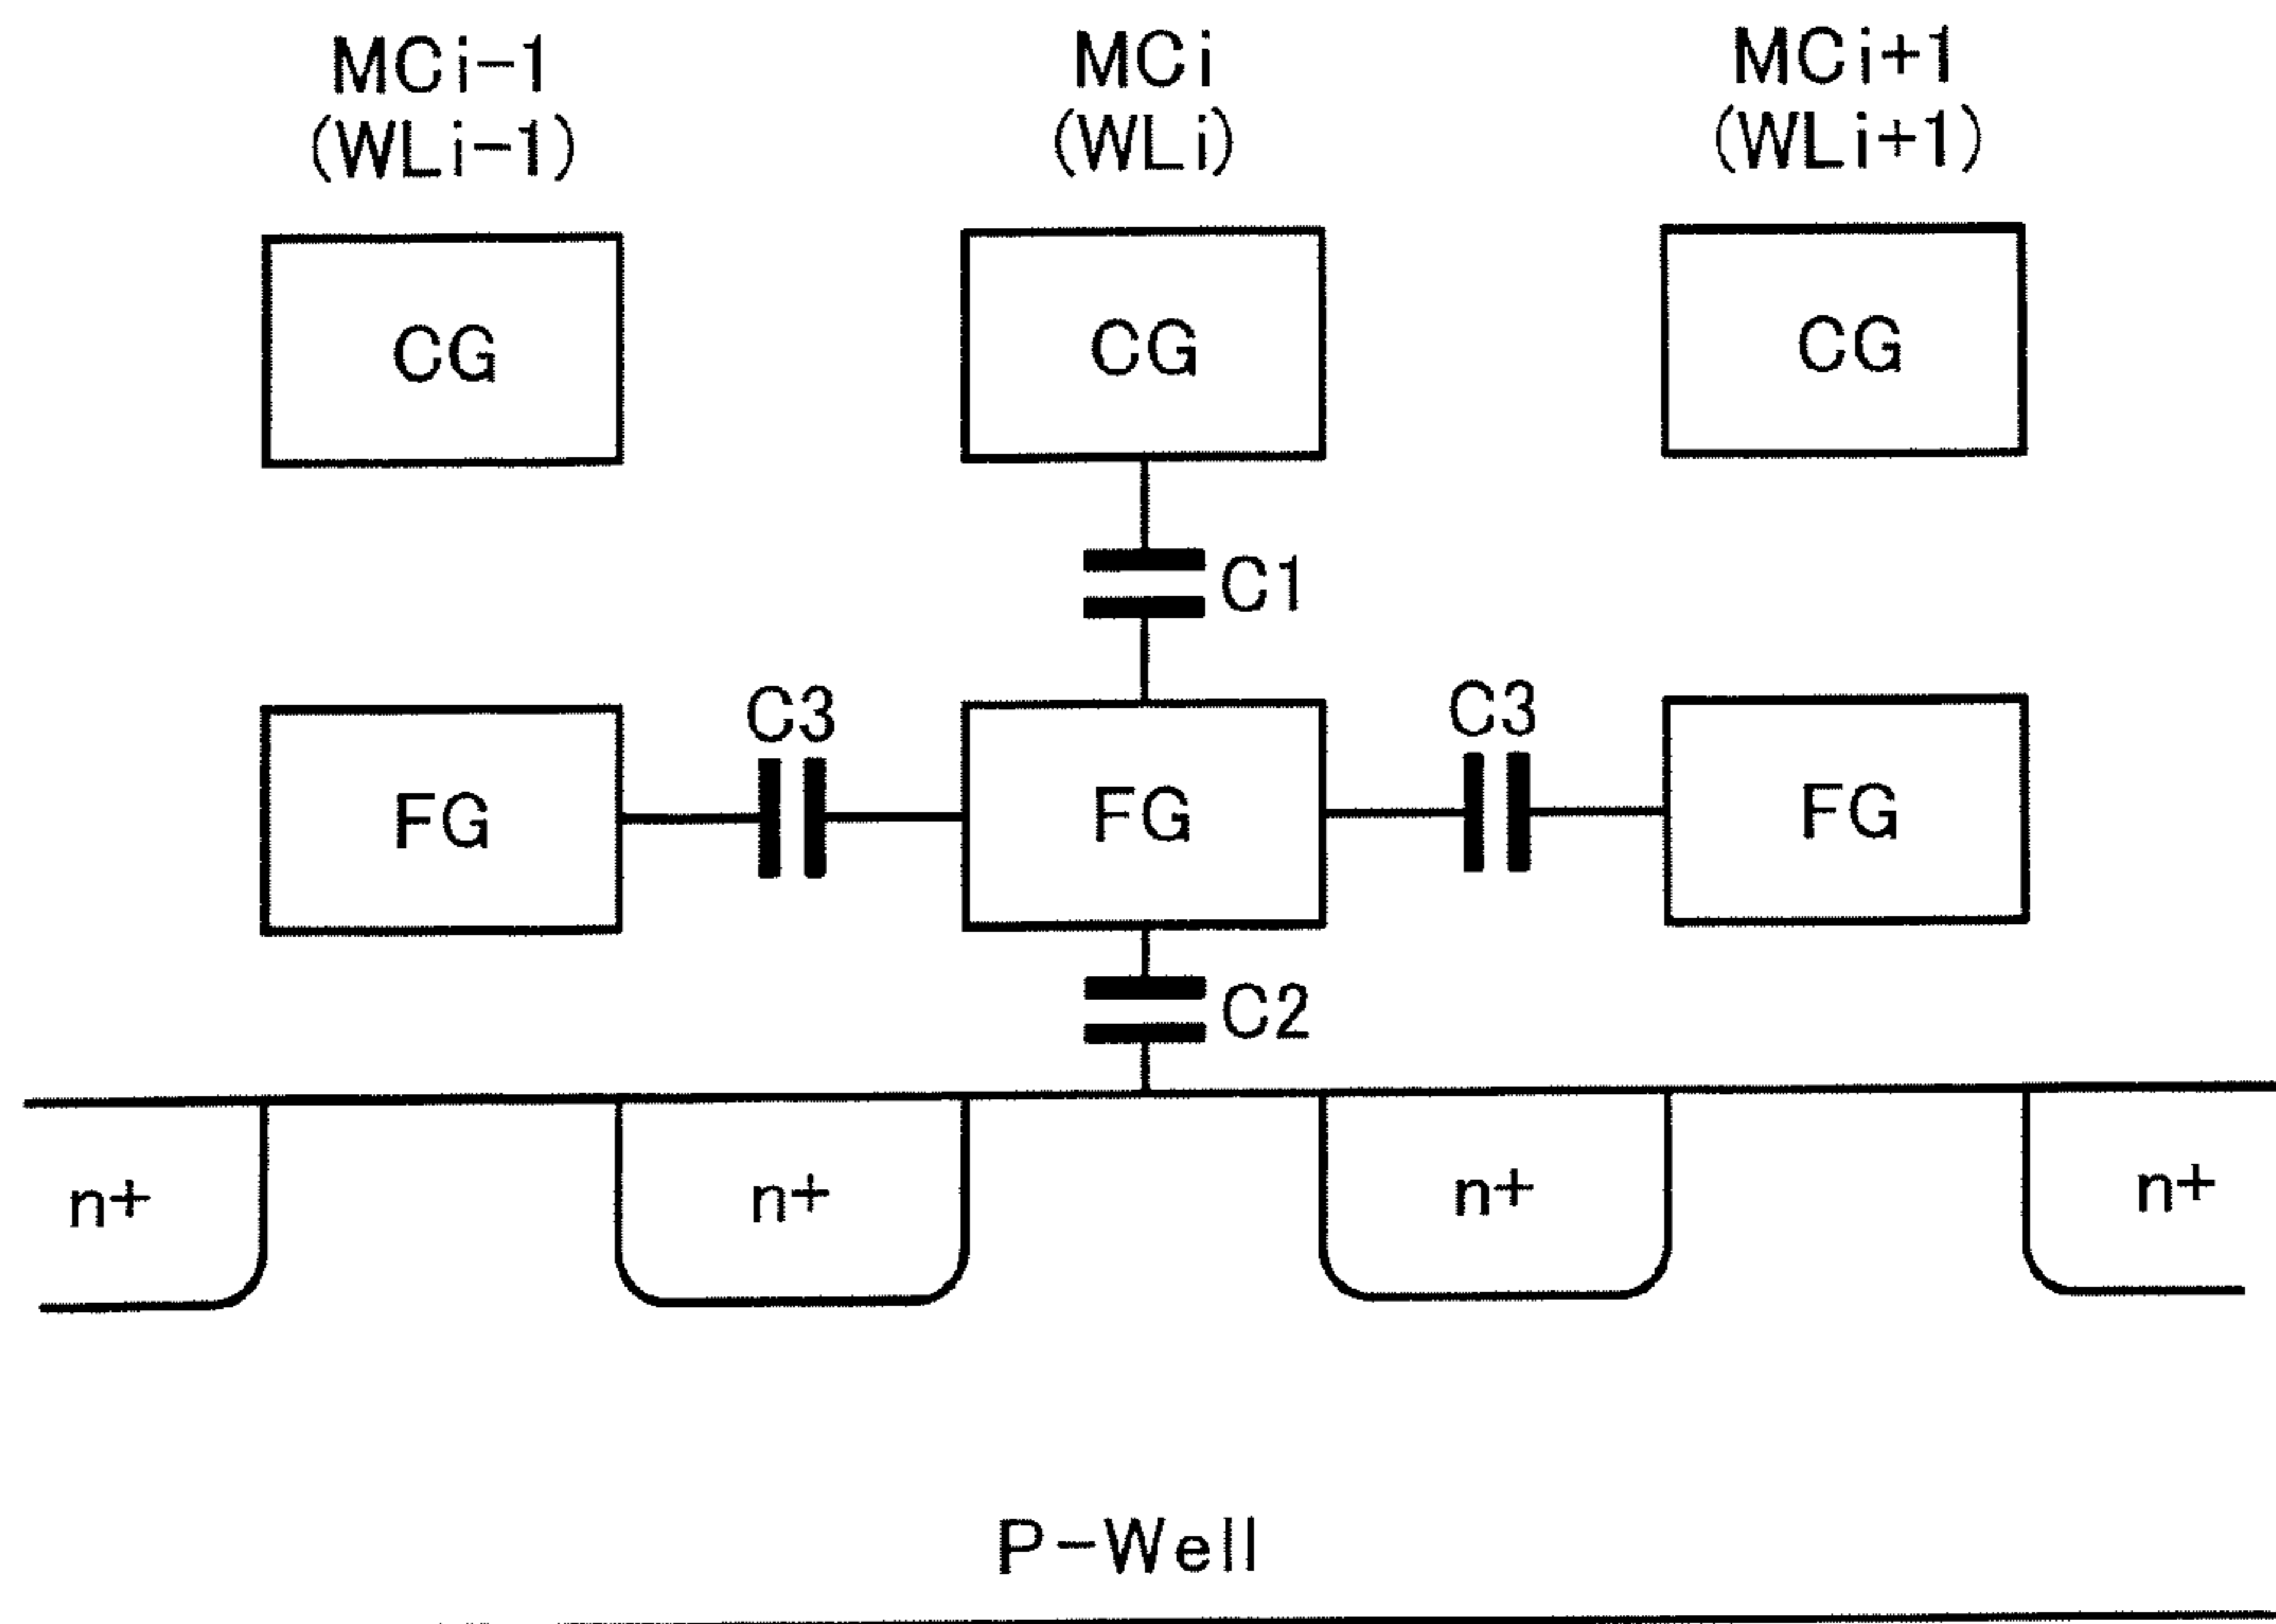 MCi-1 MCi MCi+1
(WLi-1) (WLi) (WLi+1)
CG CG CG
C1
C3 C3
FG FG FG
C2
n+ n+ n+ n+
P-Well